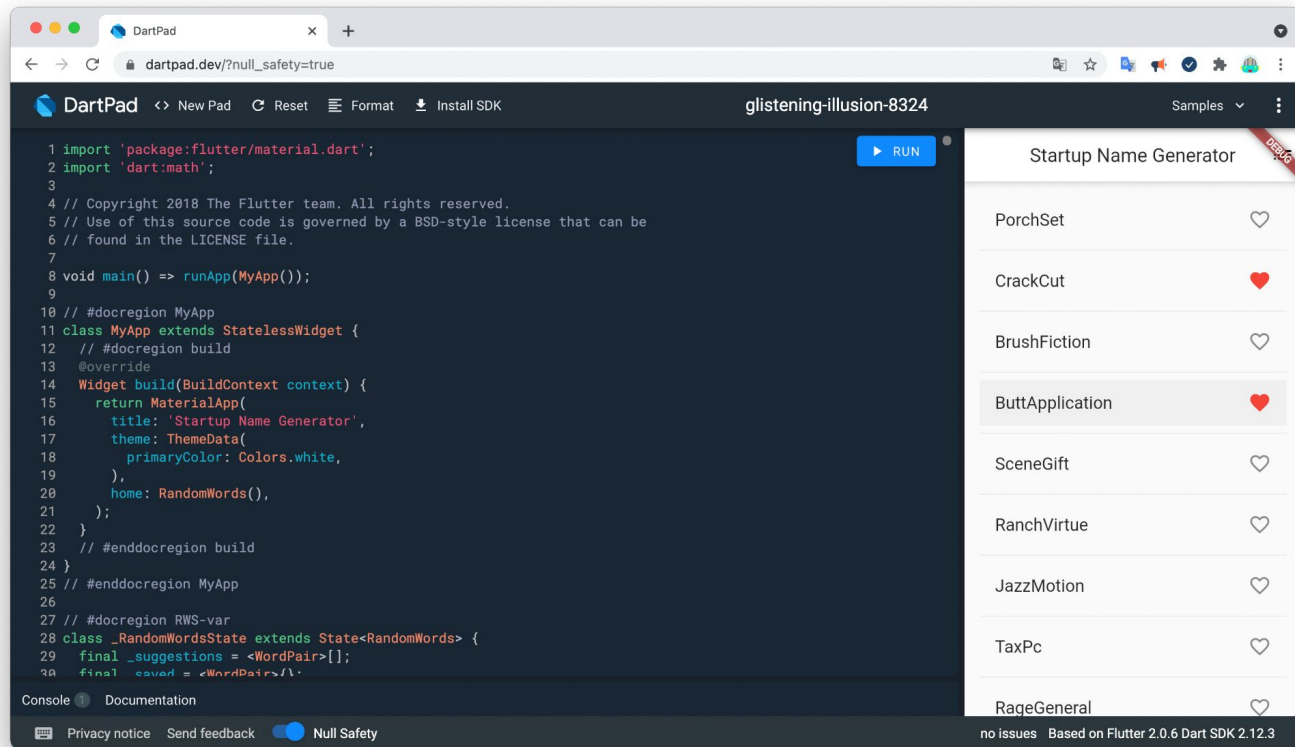 DartPad
dartpad.dev/?null_safety=true
DartPad <> New Pad Reset Format Install SDK glistening-illusion-8324 Samples
RUN
1 import 'package:flutter/material.dart';
2 import 'dart:math';
3
4 // Copyright 2018 The Flutter team. All rights reserved.
5 // Use of this source code is governed by a BSD-style license that can be
6 // found in the LICENSE file.
7
8 void main() => runApp(MyApp());
9
10 // #docregion MyApp
11 class MyApp extends StatelessWidget {
12   // #docregion build
13   @override
14   Widget build(BuildContext context) {
15     return MaterialApp(
16       title: 'Startup Name Generator',
17       theme: ThemeData(
18         primaryColor: Colors.white,
19       ),
20       home: RandomWords(),
21     );
22   }
23   // #enddocregion build
24 }
25 // #enddocregion MyApp
26
27 // #docregion RWS-var
28 class _RandomWordsState extends State<RandomWords> {
29   final _suggestions = <WordPair>[];
30   final _saved = <WordPair>{};
Startup Name Generator
DEBUG
PorchSet
CrackCut
BrushFiction
ButtApplication
SceneGift
RanchVirtue
JazzMotion
TaxPc
RageGeneral
Console 1 Documentation
Privacy notice Send feedback Null Safety no issues Based on Flutter 2.0.6 Dart SDK 2.12.3